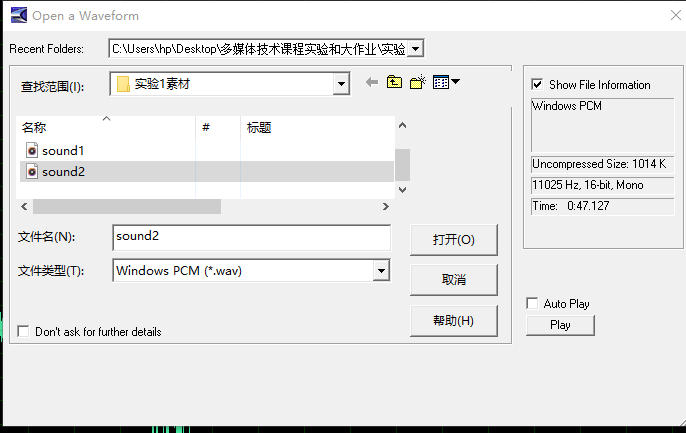 Open a Waveform
Recent Folders:
C:\Users\hp\Desktop\多媒体技术课程实验和大作业\实验
查找范围(I):
实验1素材
名称
#
标题
sound1
sound2
文件名(N):
sound2
打开(O)
文件类型(T):
Windows PCM (*.wav)
取消
帮助(H)
Don't ask for further details
Show File Information
Windows PCM
Uncompressed Size: 1014 K
11025 Hz, 16-bit, Mono
Time: 0:47.127
Auto Play
Play